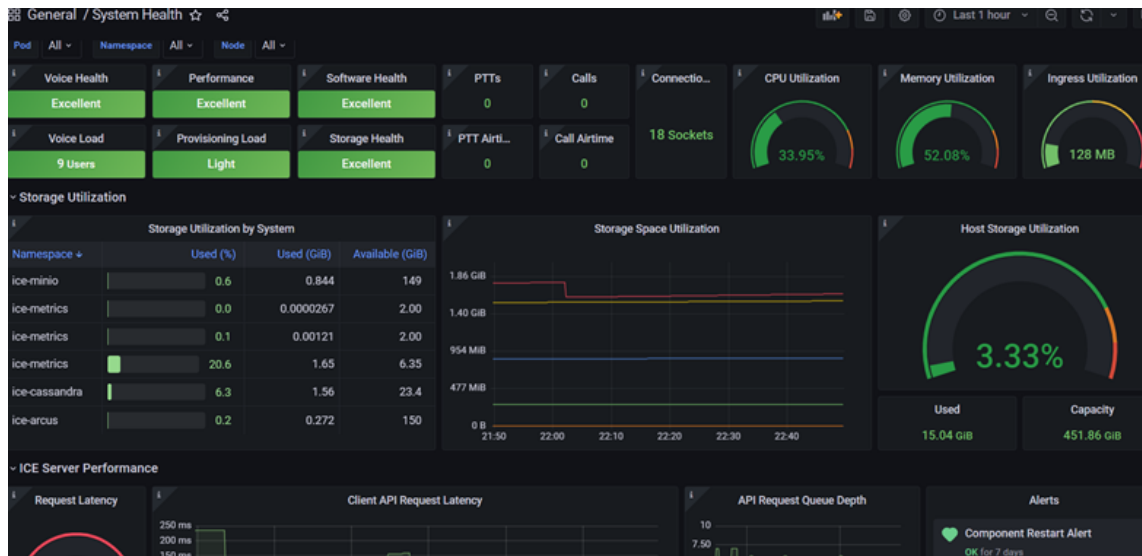 General / System Health
Last 1 hour
Pod All Namespace All Node All
Voice Health
Excellent
Performance
Excellent
Software Health
Excellent
PTTs
0
Calls
0
Connectio...
18 Sockets
CPU Utilization
33.95%
Memory Utilization
52.08%
Ingress Utilization
128 MB
Voice Load
9 Users
Provisioning Load
Light
Storage Health
Excellent
PTT Airti...
0
Call Airtime
0
Storage Utilization
Storage Utilization by System
Namespace Used (%) Used (GiB) Available (GiB)
ice-minio 0.6 0.844 149
ice-metrics 0.0 0.0000267 2.00
ice-metrics 0.1 0.00121 2.00
ice-metrics 20.6 1.65 6.35
ice-cassandra 6.3 1.56 23.4
ice-arcus 0.2 0.272 150
Storage Space Utilization
1.86 GiB
1.40 GiB
954 MiB
477 MiB
0 B
21:50 22:00 22:10 22:20 22:30 22:40
Host Storage Utilization
3.33%
Used
15.04 GiB
Capacity
451.86 GiB
ICE Server Performance
Request Latency
Client API Request Latency
250 ms
200 ms
150 ms
API Request Queue Depth
10
7.50
Alerts
Component Restart Alert
OK for 7 days